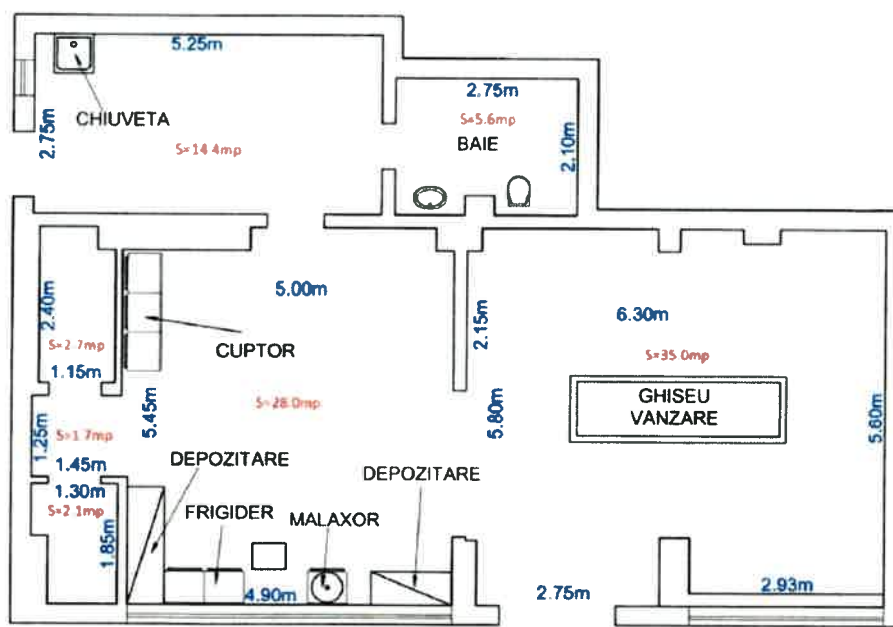 5.25m
CHIUVETA
2.75m
S=14.4mp
2.75m
S=5.6mp
BAIE
2.10m
5.00m
2.40m
CUPTOR
S=2.7mp
1.15m
5.45m
S=28.0mp
2.15m
6.30m
S=35.0mp
GHISEU
VANZARE
5.80m
5.60m
1.25m
S=1.7mp
1.45m
1.30m
S=2.1mp
1.85m
DEPOZITARE
FRIGIDER
MALAXOR
DEPOZITARE
4.90m
2.75m
2.93m